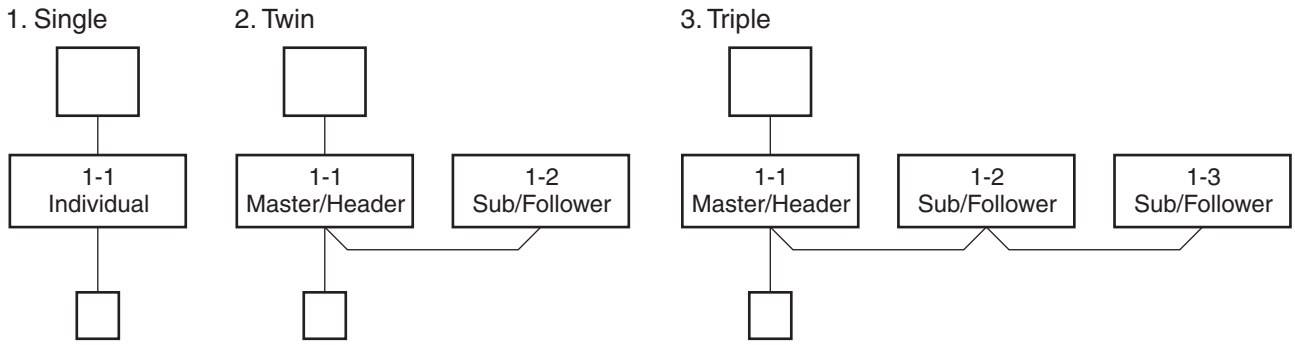 1. Single
2. Twin
3. Triple
1-1
Individual
1-1
Master/Header
1-2
Sub/Follower
1-1
Master/Header
1-2
Sub/Follower
1-3
Sub/Follower